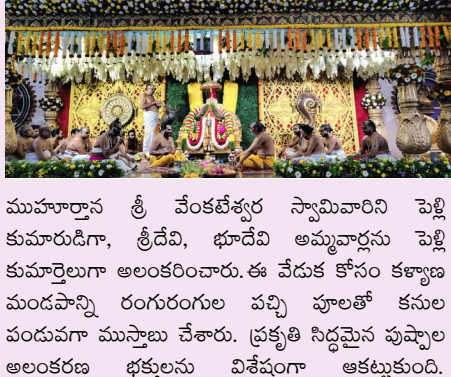 ముహూర్తాన శ్రీ వేంకటేశ్వర స్వామివారిని పెళ్లి
కుమారుడిగా, శ్రీదేవి, భూదేవి అమ్మవార్లను పెళ్లి
కుమార్తెలుగా అలంకరించారు. ఈ వేడుక కోసం కళ్యాణ
మండపాన్ని రంగురంగుల పచ్చి పూలతో కనుల
పండువగా ముస్తాబు చేశారు. ప్రకృతి సిద్ధమైన పుష్పాల
అలంకరణ భక్తులను విశేషంగా ఆకట్టుకుంది.